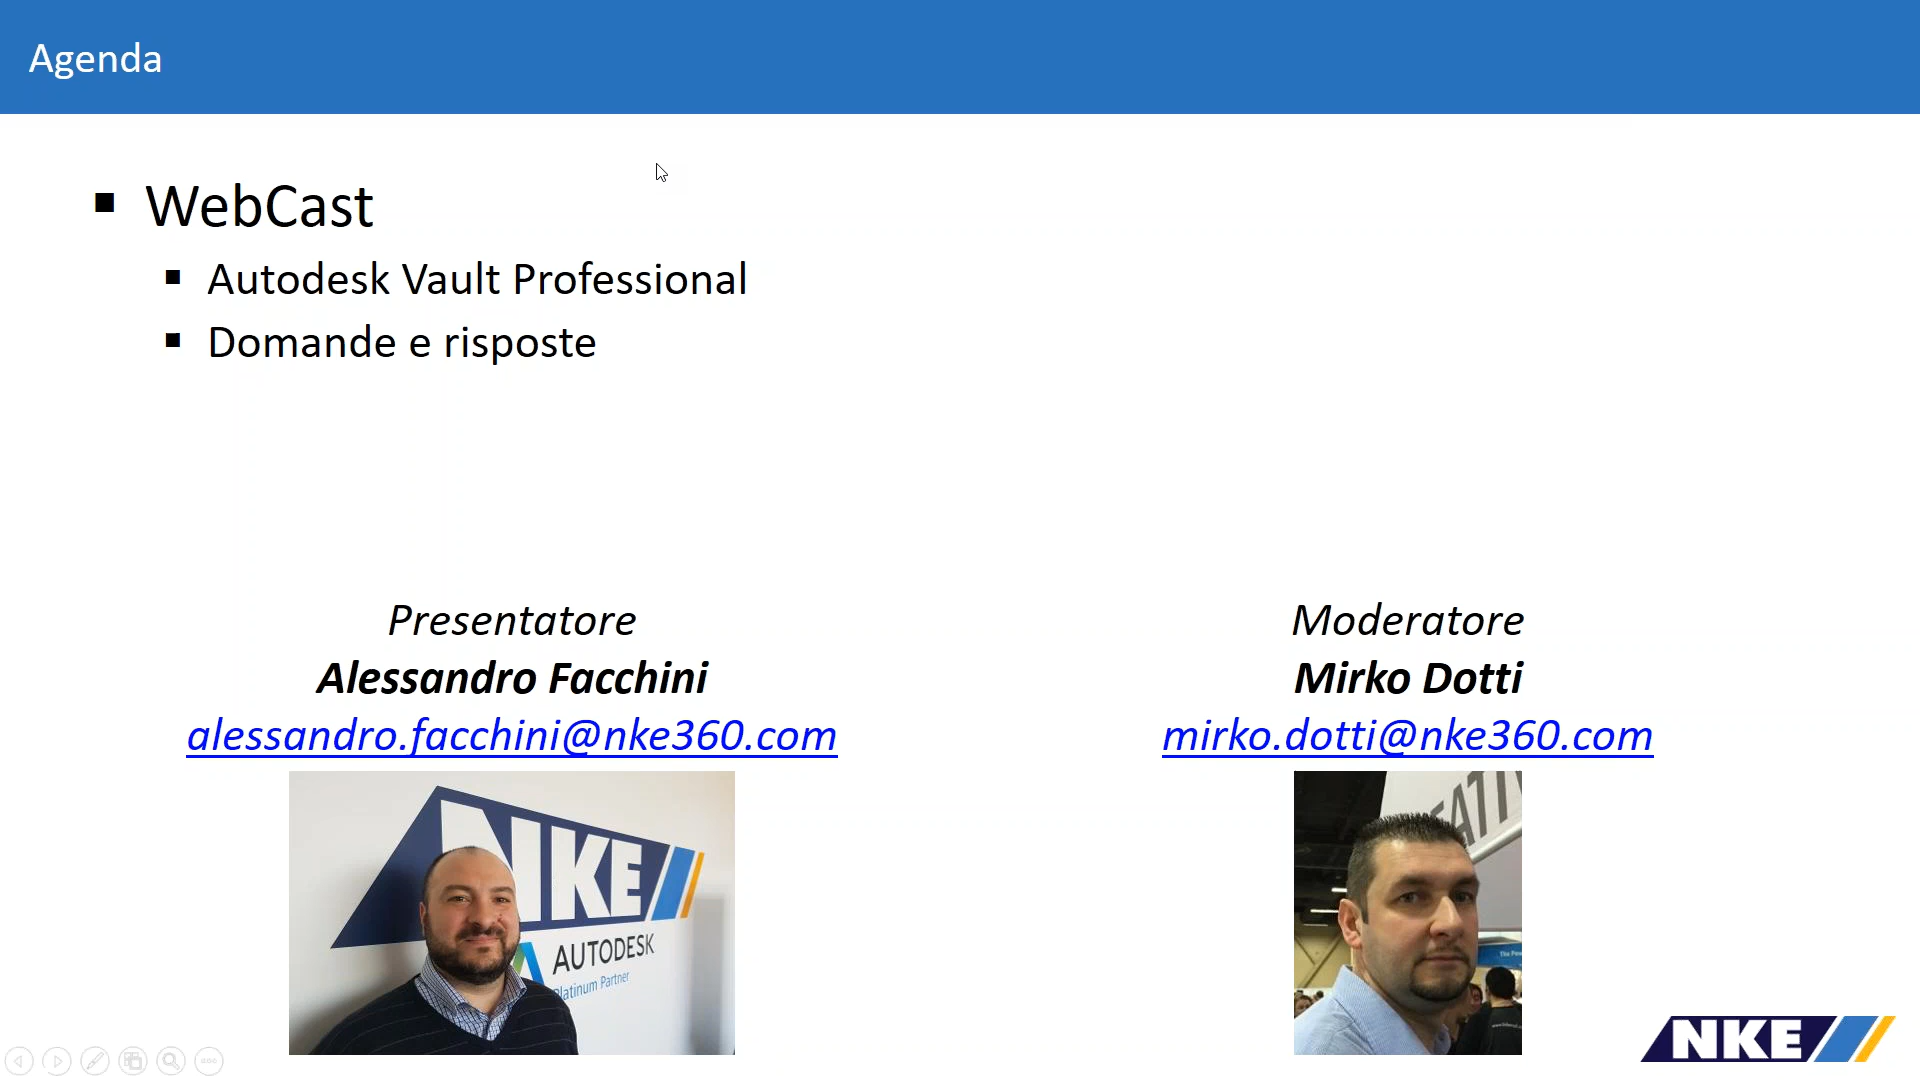 Agenda
WebCast
Autodesk Vault Professional
Domande e risposte
Presentatore
Alessandro Facchini
alessandro.facchini@nke360.com
Moderatore
Mirko Dotti
mirko.dotti@nke360.com
NKE
AUTODESK
Platinum Partner
NKE